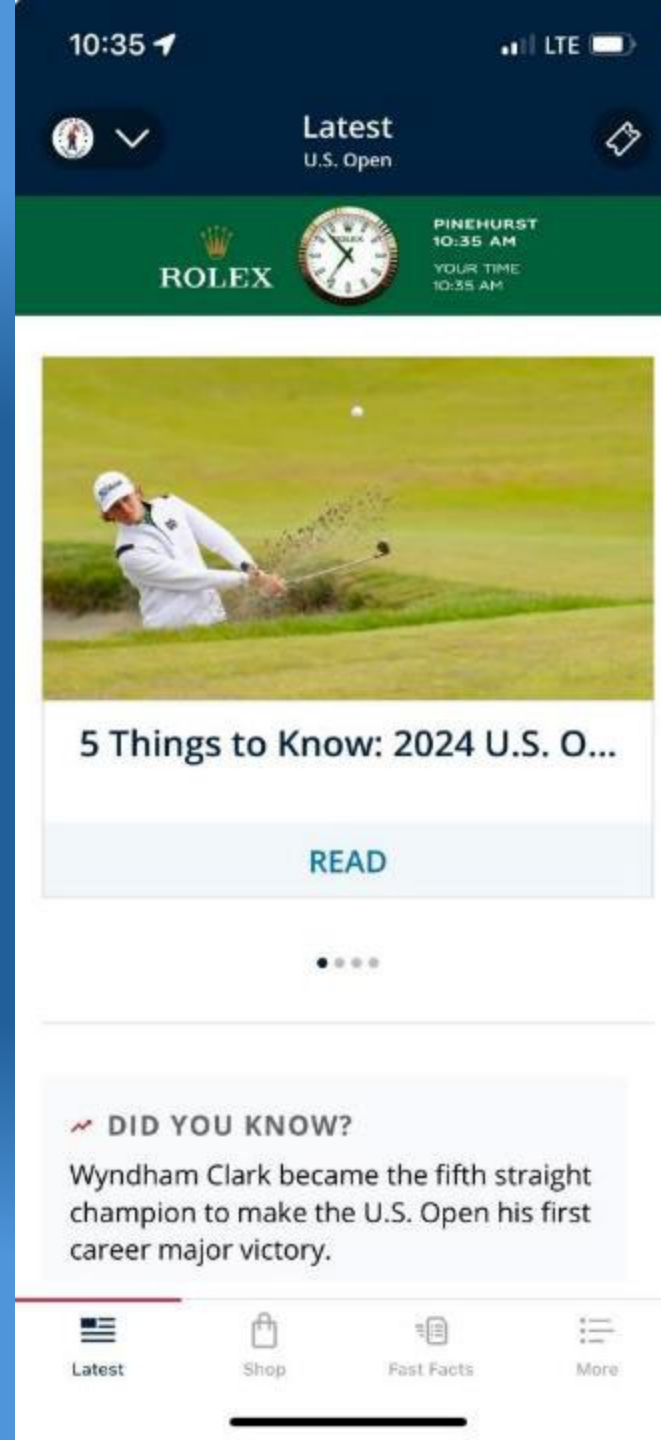 10:35
LTE
Latest
U.S. Open
ROLEX
PINEHURST
10:35 AM
YOUR TIME
10:35 AM
5 Things to Know: 2024 U.S. O...
READ
DID YOU KNOW?
Wyndham Clark became the fifth straight
champion to make the U.S. Open his first
career major victory.
Latest
Shop
Fast Facts
More